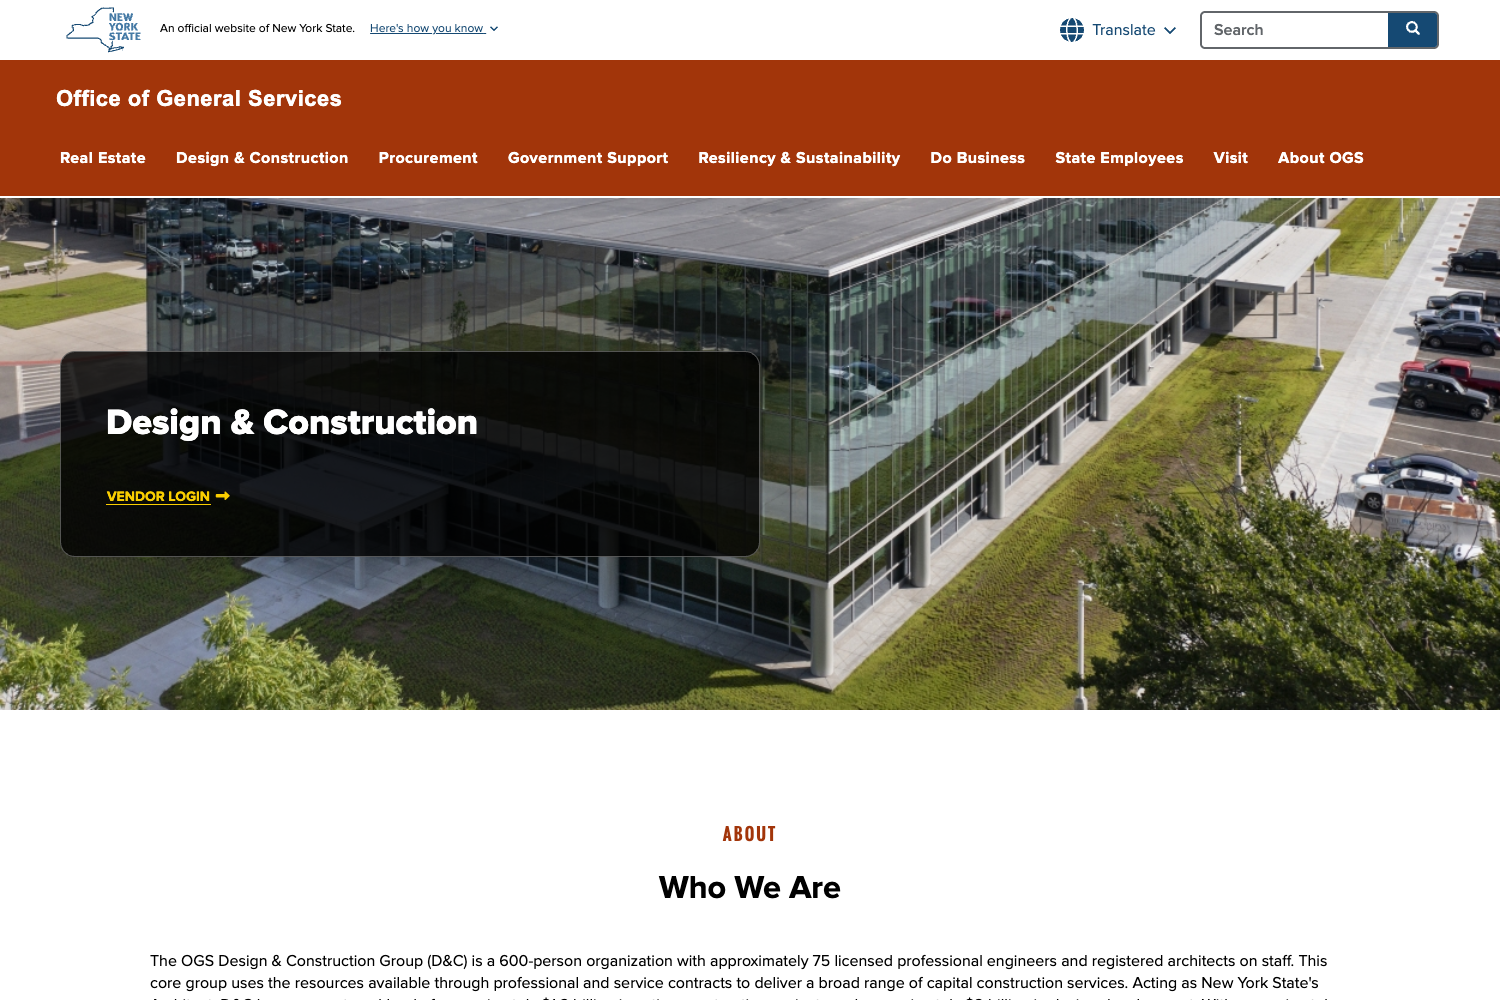 NEW
YORK
STATE
An official website of New York State. Here's how you know
Translate
Search
Office of General Services
Real Estate Design & Construction Procurement Government Support Resiliency & Sustainability Do Business State Employees Visit About OGS
Design & Construction
VENDOR LOGIN
ABOUT
Who We Are
The OGS Design & Construction Group (D&C) is a 600-person organization with approximately 75 licensed professional engineers and registered architects on staff. This
core group uses the resources available through professional and service contracts to deliver a broad range of capital construction services. Acting as New York State's